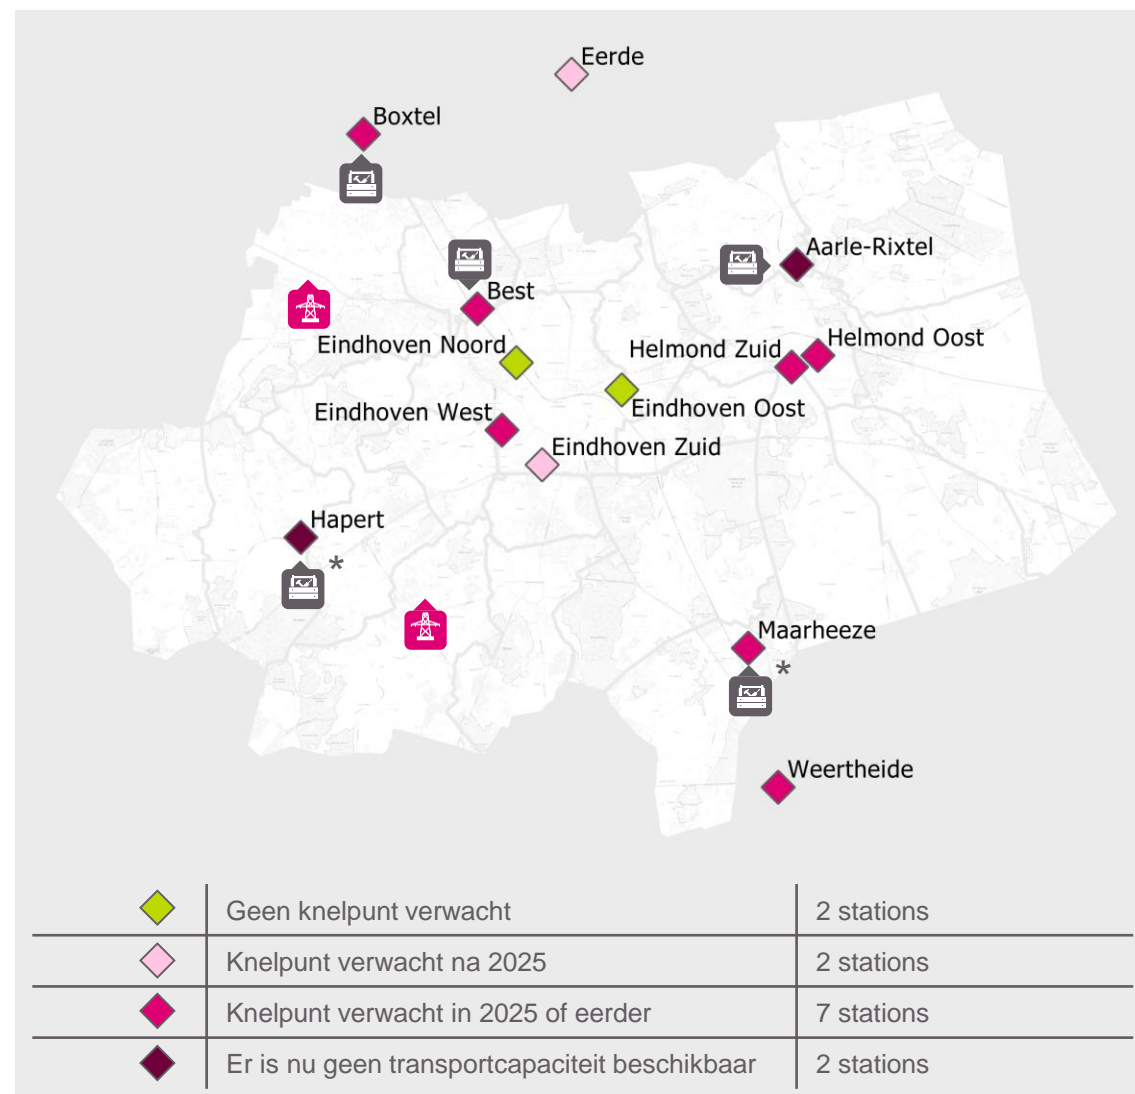 Eerde
Boxtel
Aarle-Rixtel
Best
Eindhoven Noord
Helmond Zuid
Helmond Oost
Eindhoven Oost
Eindhoven West
Eindhoven Zuid
Hapert
*
Maarheeze
*
Weertheide
Geen knelpunt verwacht 2 stations
Knelpunt verwacht na 2025 2 stations
Knelpunt verwacht in 2025 of eerder 7 stations
Er is nu geen transportcapaciteit beschikbaar 2 stations